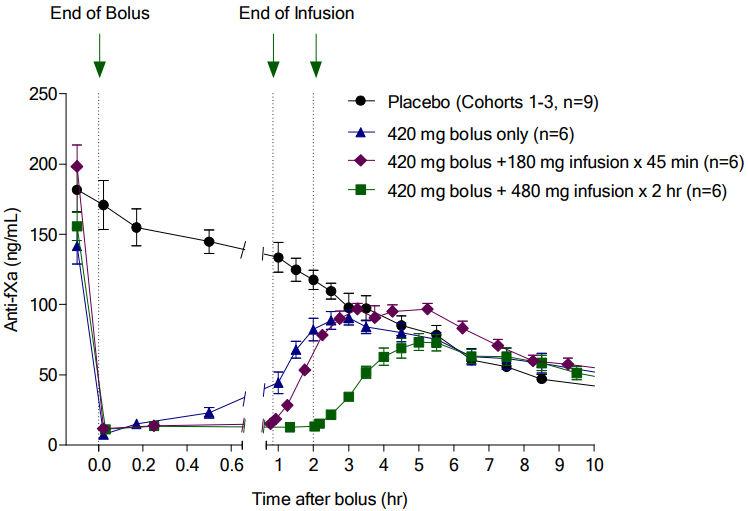 End of Bolus
End of Infusion
Placebo (Cohorts 1-3, n=9)
420 mg bolus only (n=6)
420 mg bolus +180 mg infusion x 45 min (n=6)
420 mg bolus + 480 mg infusion x 2 hr (n=6)
Anti-fXa (ng/mL)
250
200
150
100
50
0
0.0 0.2 0.4 0.6 1 2 3 4 5 6 7 8 9 10
Time after bolus (hr)